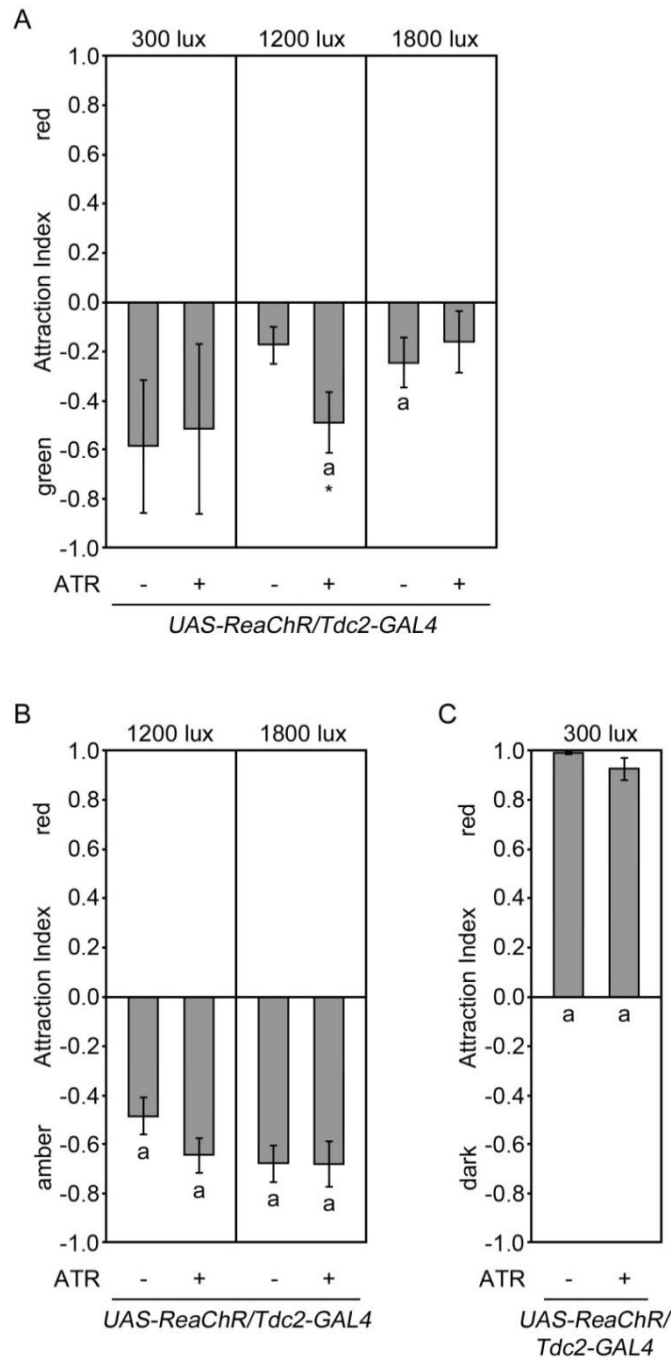 A
300 lux 1200 lux 1800 lux
1.0
0.8
0.6
0.4
0.2
0.0
-0.2
-0.4
-0.6
-0.8
-1.0
red
Attraction Index
green
a
*
a
ATR - + - + - +
UAS-ReaChR/Tdc2-GAL4
B
1200 lux 1800 lux
1.0
0.8
0.6
0.4
0.2
0.0
-0.2
-0.4
-0.6
-0.8
-1.0
red
Attraction Index
amber
a a a a
ATR - + - +
UAS-ReaChR/Tdc2-GAL4
C
300 lux
1.0
0.8
0.6
0.4
0.2
0.0
-0.2
-0.4
-0.6
-0.8
-1.0
red
Attraction Index
dark
a a
ATR - +
UAS-ReaChR/
Tdc2-GAL4